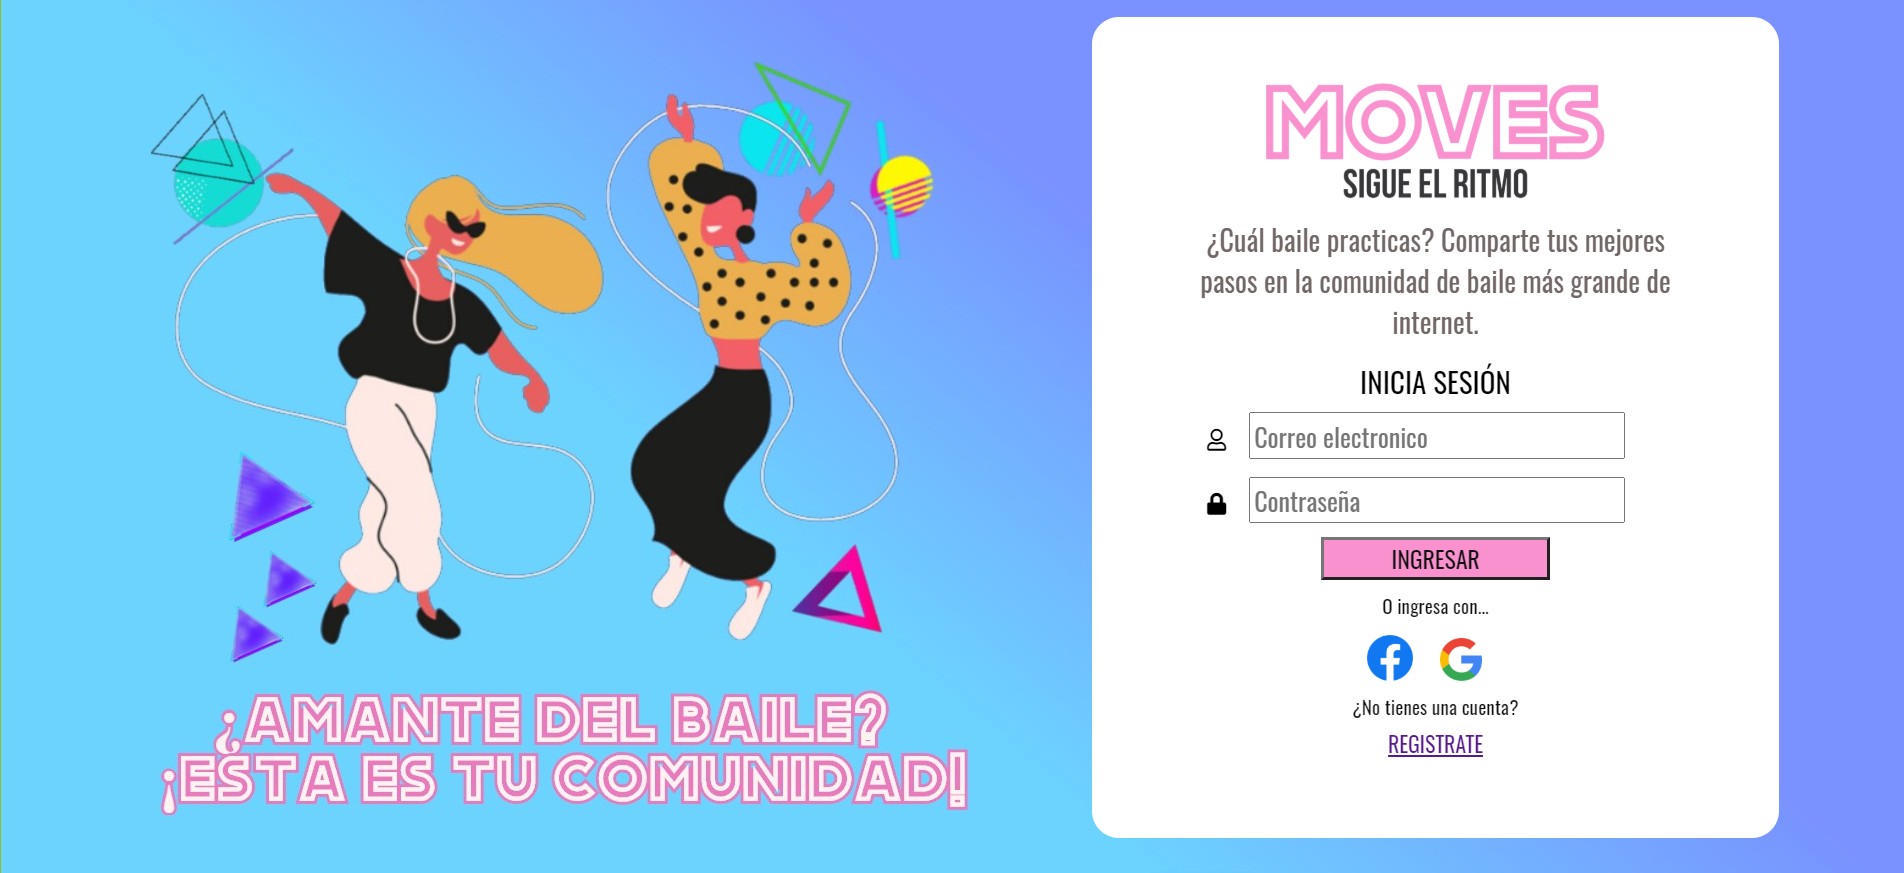 ¿AMANTE DEL BAILE?
¡ESTA ES TU COMUNIDAD!
MOVES
SIGUE EL RITMO
¿Cuál baile practicas? Comparte tus mejores
pasos en la comunidad de baile más grande de
internet.
INICIA SESIÓN
Correo electronico
Contraseña
INGRESAR
O ingresa con...
¿No tienes una cuenta?
REGISTRATE